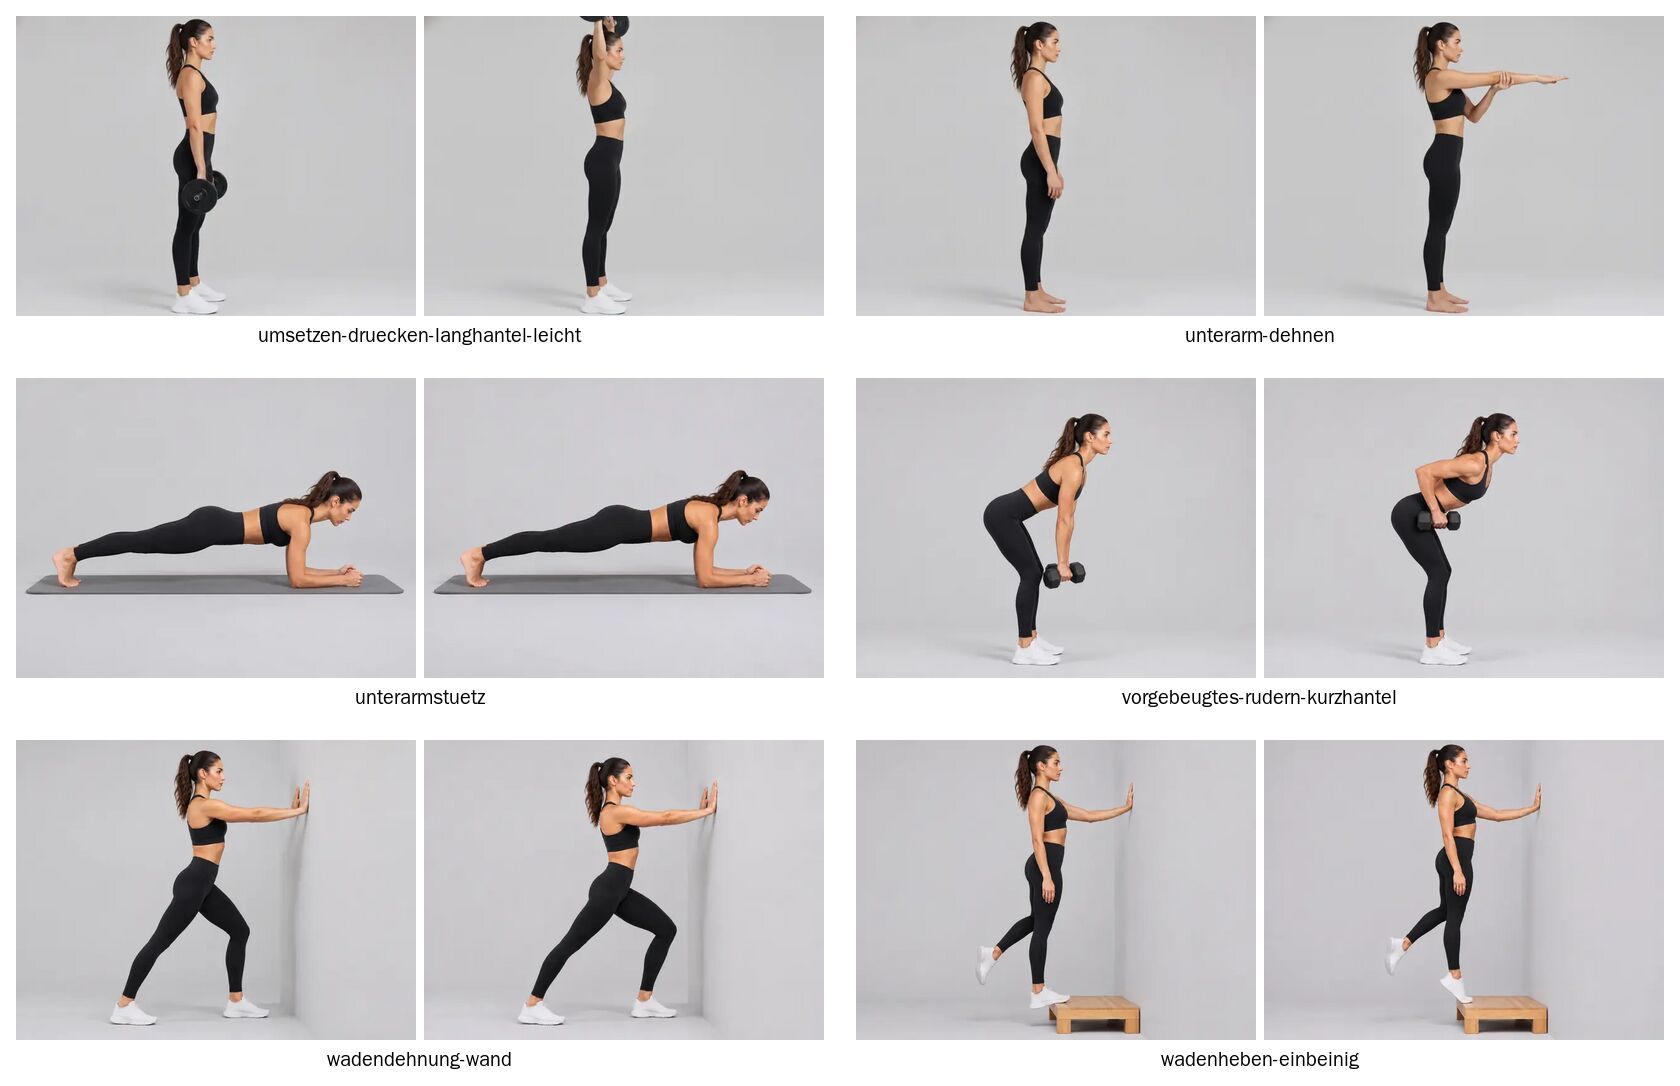 umsetzen-druecken-langhantel-leicht
unterarm-dehnen
unterarmstuetz
vorgebeugtes-rudern-kurzhantel
wadendehnung-wand
wadenheben-einbeinig